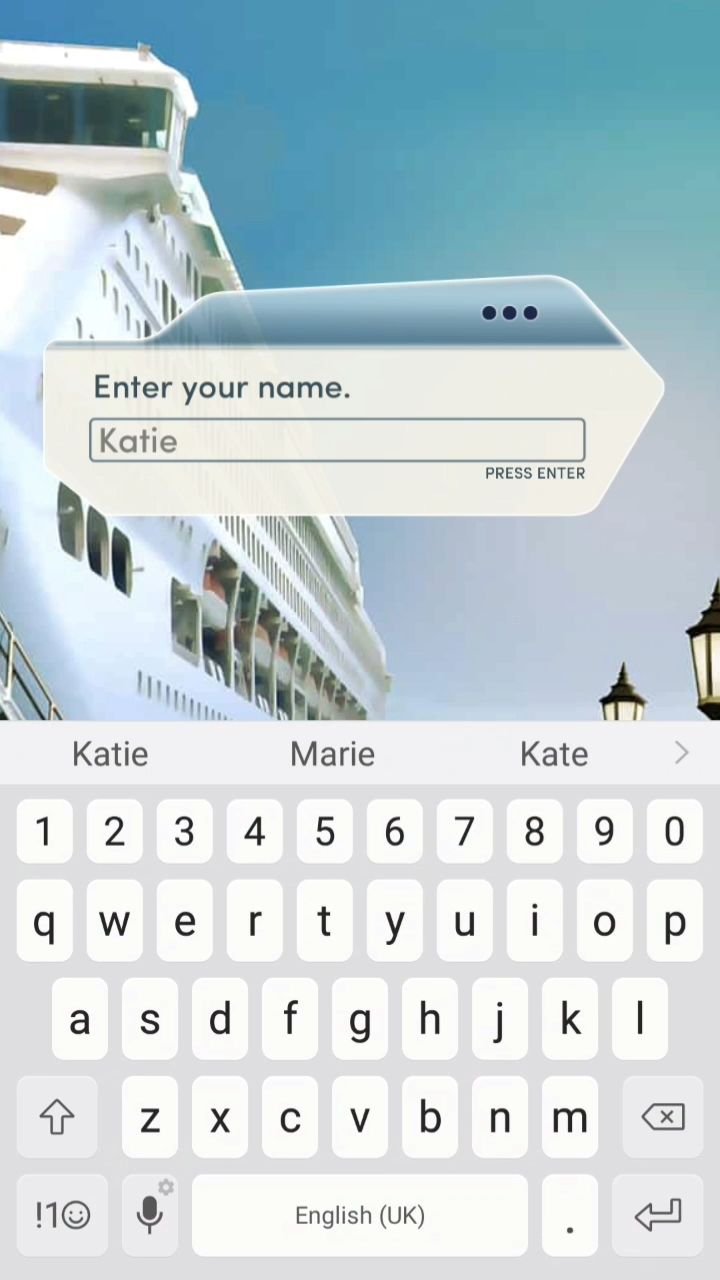 Enter your name.
Katie
PRESS ENTER
Katie Marie Kate
1 2 3 4 5 6 7 8 9 0
q w e r t y u i o p
a s d f g h j k l
z x c v b n m
!1☺ English (UK) .